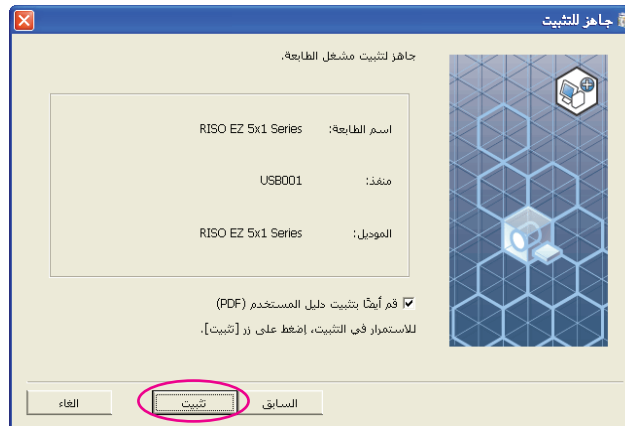 جاهز للتثبيت
جاهز لتثبيت مشغل الطابعة.
اسم الطابعة: RISO EZ 5x1 Series
منفذ: USB001
الموديل: RISO EZ 5x1 Series
قم أيضًا بتثبيت دليل المستخدم (PDF)
للاستمرار في التثبيت، إضغط على زر [تثبيت].
السابق تثبيت الغاء